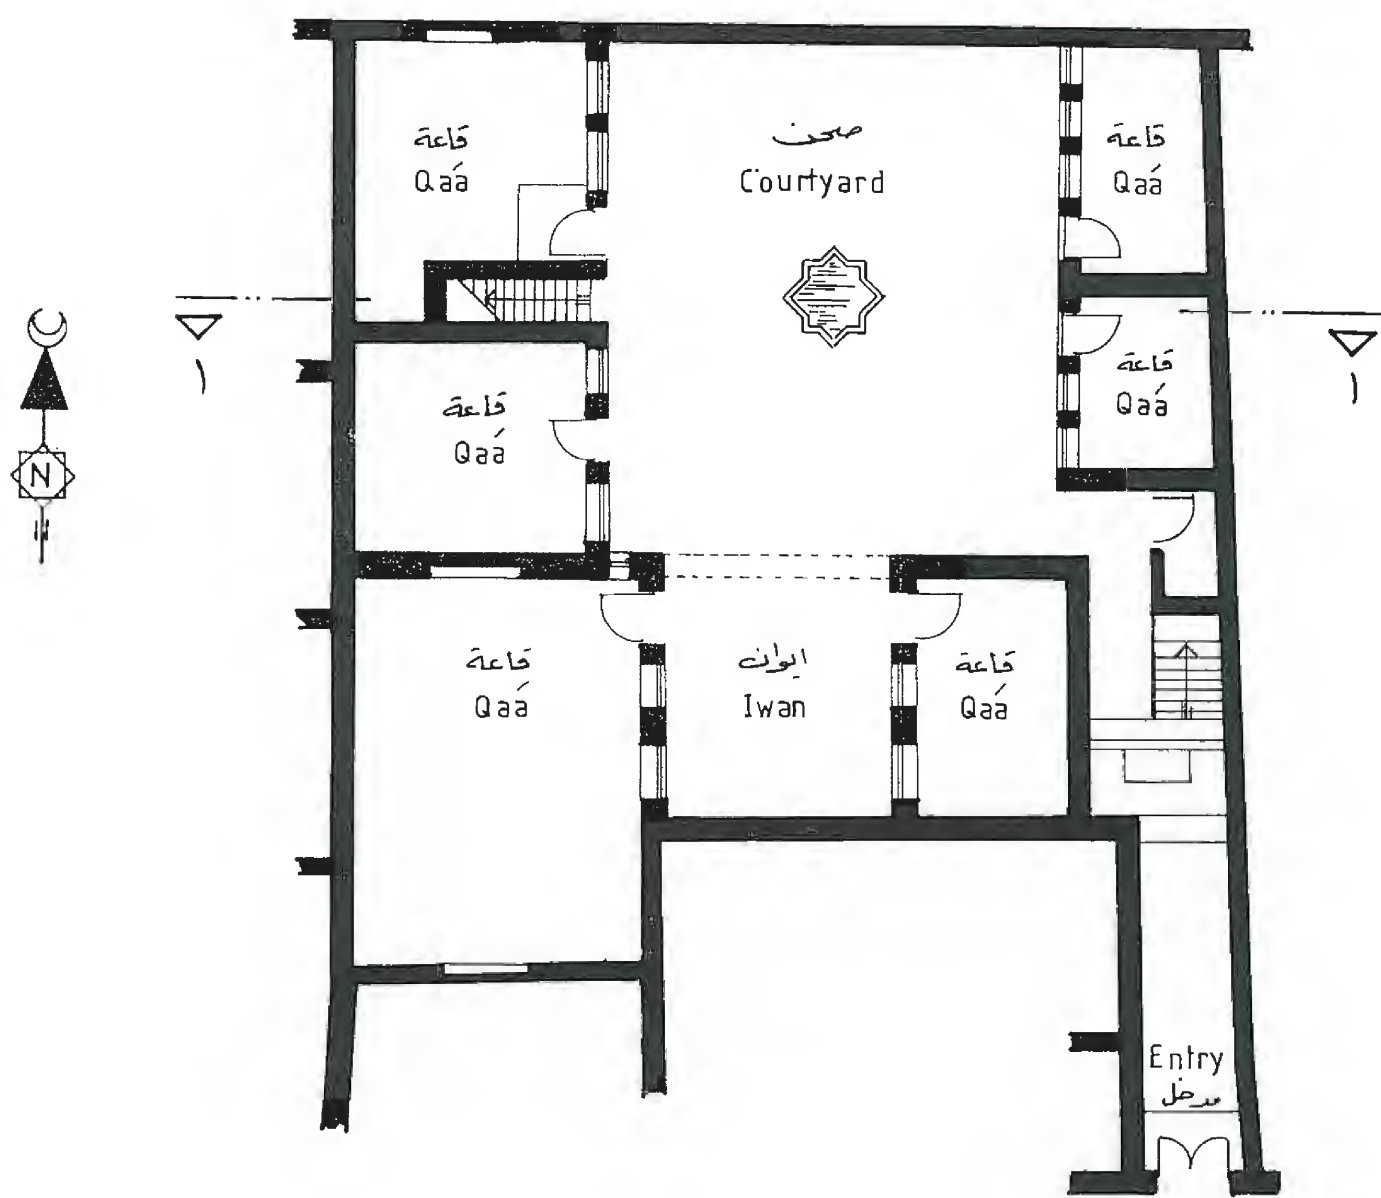 قاعة
Qaá
صحن
Courtyard
قاعة
Qaá
قاعة
Qaá
قاعة
Qaá
١
١
N
قاعة
Qaá
ايوان
Iwan
قاعة
Qaá
Entry
مدخل